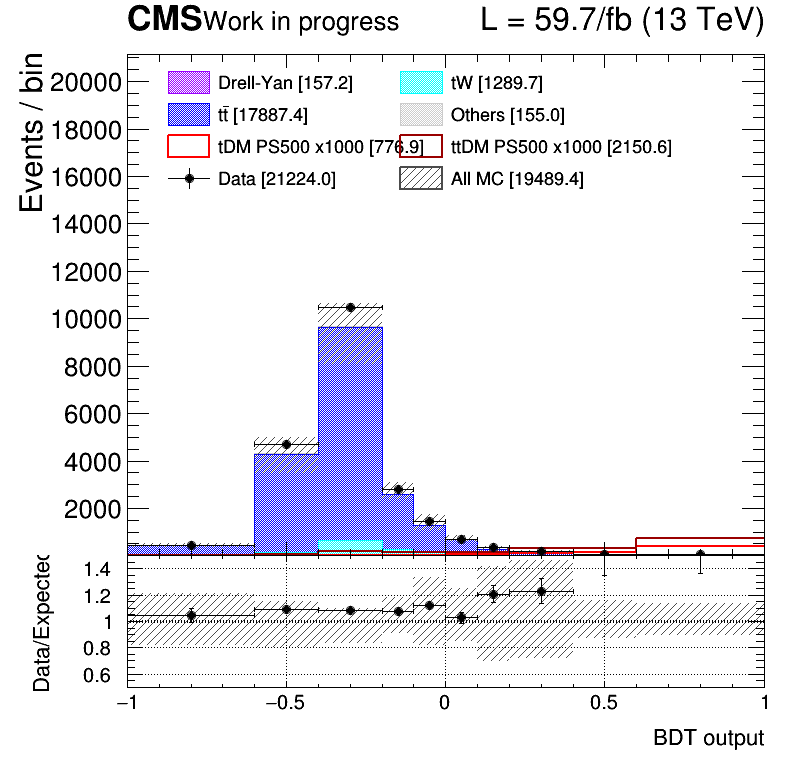 CMS Work in progress L = 59.7/fb (13 TeV)
Events / bin
20000
18000
16000
14000
12000
10000
8000
6000
4000
2000
Drell-Yan [157.2] tW [1289.7]
tt̄ [17887.4] Others [155.0]
tDM PS500 x1000 [776.9] ttDM PS500 x1000 [2150.6]
Data [21224.0] All MC [19489.4]
Data/Expected
1.4
1.2
1
0.8
0.6
−1 −0.5 0 0.5 1
BDT output